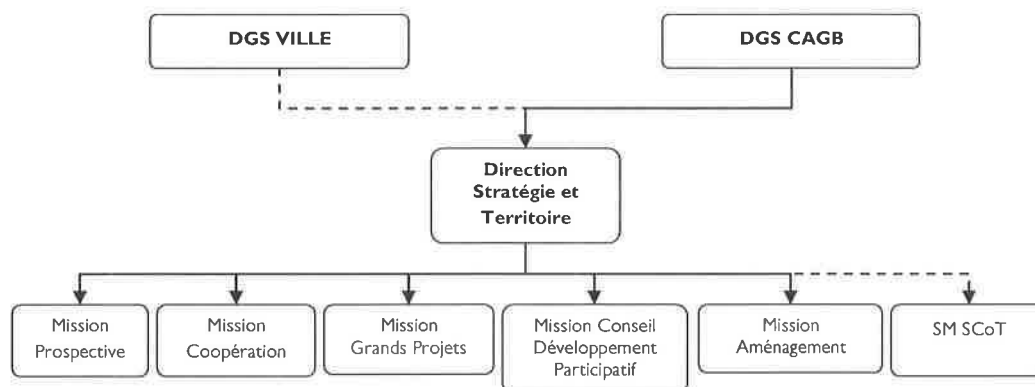 DGS VILLE
DGS CAGB
Direction
Stratégie et
Territoire
Mission
Prospective
Mission
Coopération
Mission
Grands Projets
Mission Conseil
Développement
Participatif
Mission
Aménagement
SM SCoT